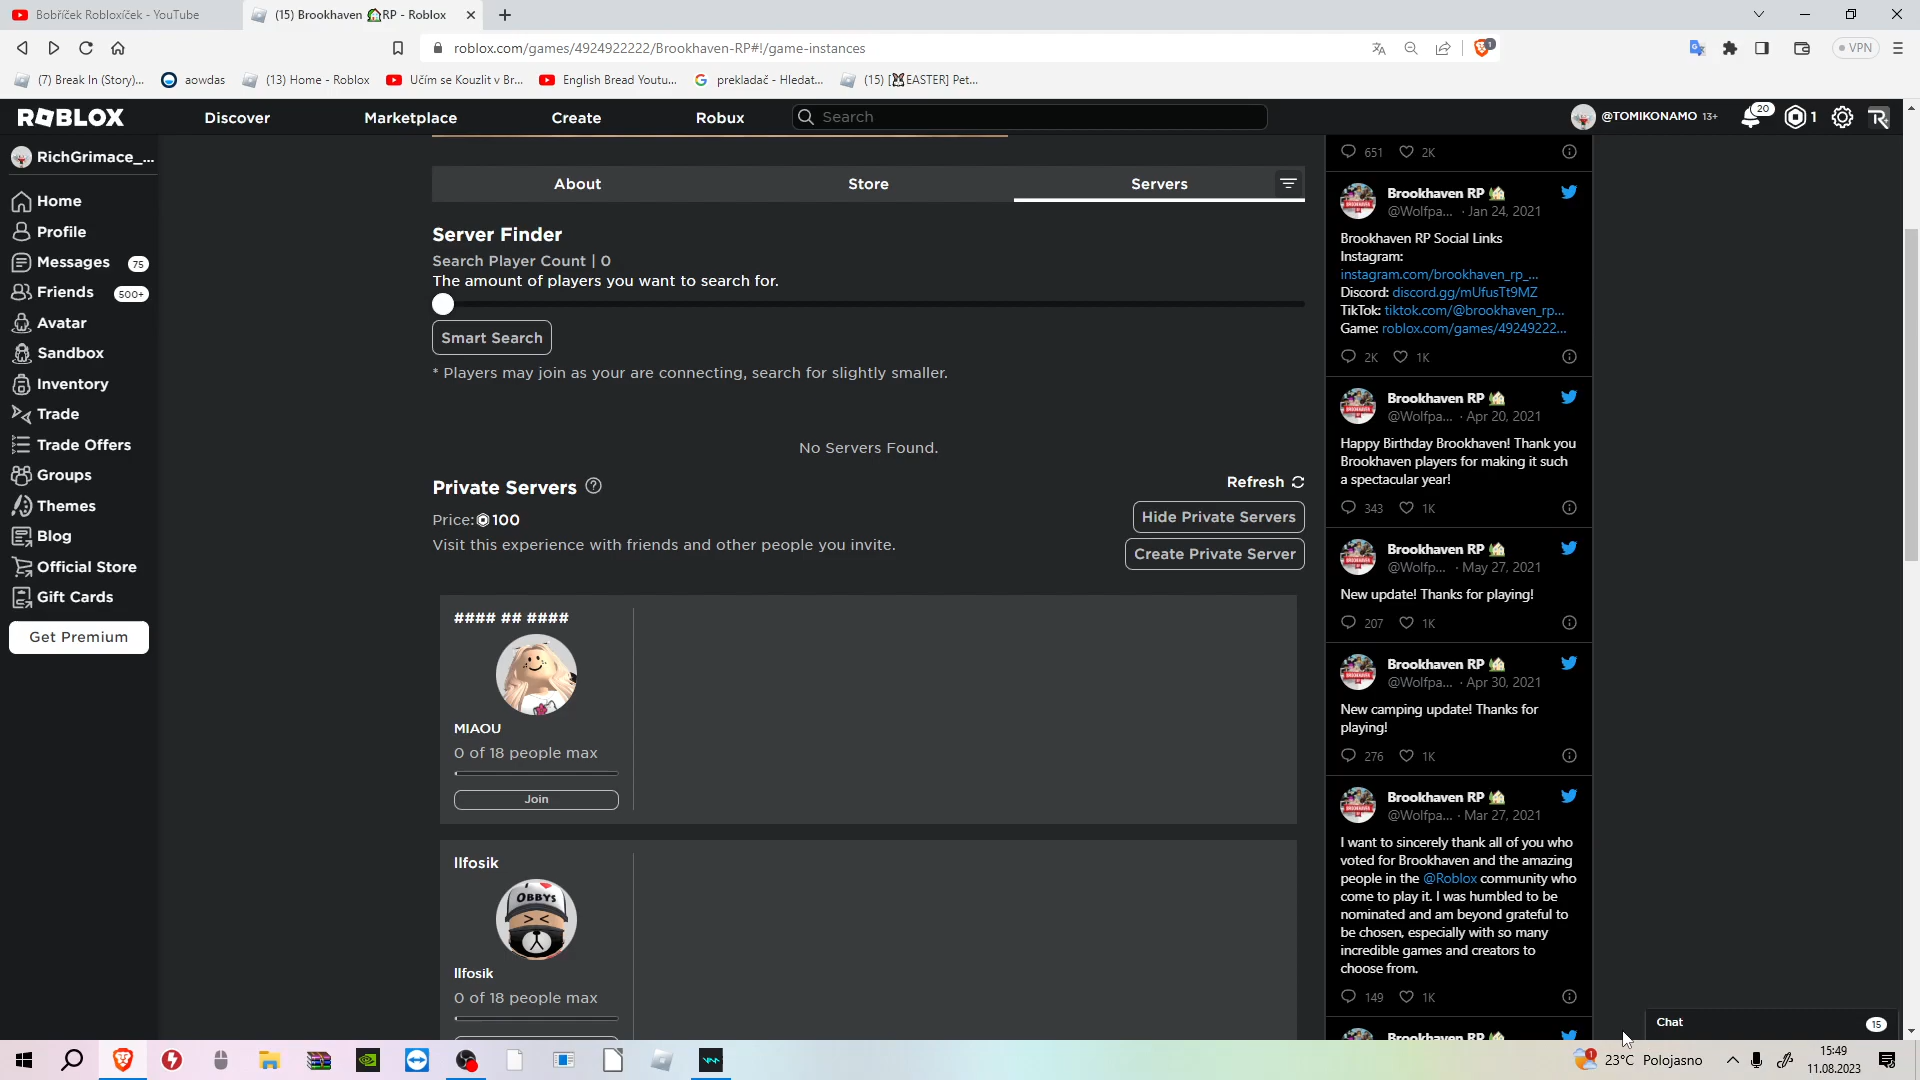 Bobříček Robloxíček - YouTube
(15) Brookhaven 🏠RP - Roblox
roblox.com/games/4924922222/Brookhaven-RP#!/game-instances
1
VPN
(7) Break In (Story)...
aowdas
(13) Home - Roblox
Učím se Kouzlit v Br...
English Bread Youtu...
prekladač - Hledat...
(15) [🐰EASTER] Pet...
ROBLOX
Discover
Marketplace
Create
Robux
Search
@TOMIKONAMO 13+
20
1
RichGrimace_...
Home
Profile
Messages 75
Friends 500+
Avatar
Sandbox
Inventory
Trade
Trade Offers
Groups
Themes
Blog
Official Store
Gift Cards
Get Premium
About
Store
Servers
Server Finder
Search Player Count | 0
The amount of players you want to search for.
Smart Search
* Players may join as your are connecting, search for slightly smaller.
No Servers Found.
Private Servers
Refresh
Price: 100
Hide Private Servers
Visit this experience with friends and other people you invite.
Create Private Server
#### ## ####
MIAOU
0 of 18 people max
Join
OBBYS
llfosik
llfosik
0 of 18 people max
651 2K
Brookhaven RP 🏡
@Wolfpa... · Jan 24, 2021
Brookhaven RP Social Links
Instagram:
instagram.com/brookhaven_rp_...
Discord: discord.gg/mUfusTt9MZ
TikTok: tiktok.com/@brookhaven_rp...
Game: roblox.com/games/49249222...
2K 1K
Brookhaven RP 🏡
@Wolfpa... · Apr 20, 2021
Happy Birthday Brookhaven! Thank you
Brookhaven players for making it such
a spectacular year!
343 1K
Brookhaven RP 🏡
@Wolfp... · May 27, 2021
New update! Thanks for playing!
207 1K
Brookhaven RP 🏡
@Wolfpa... · Apr 30, 2021
New camping update! Thanks for
playing!
276 1K
Brookhaven RP 🏡
@Wolfpa... · Mar 27, 2021
I want to sincerely thank all of you who
voted for Brookhaven and the amazing
people in the @Roblox community who
come to play it. I was humbled to be
nominated and am beyond grateful to
be chosen, especially with so many
incredible games and creators to
choose from.
149 1K
Brookhaven RP 🏡
Chat 15
1
23°C Polojasno
15:49
11.08.2023